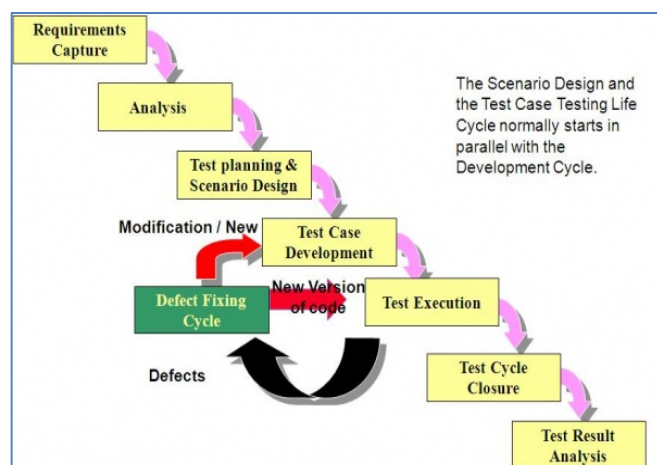 Requirements
Capture
Analysis
The Scenario Design and
the Test Case Testing Life
Cycle normally starts in
parallel with the
Development Cycle.
Test planning &
Scenario Design
Modification / New
Test Case
Development
Defect Fixing
Cycle
New Version
of code
Test Execution
Defects
Test Cycle
Closure
Test Result
Analysis